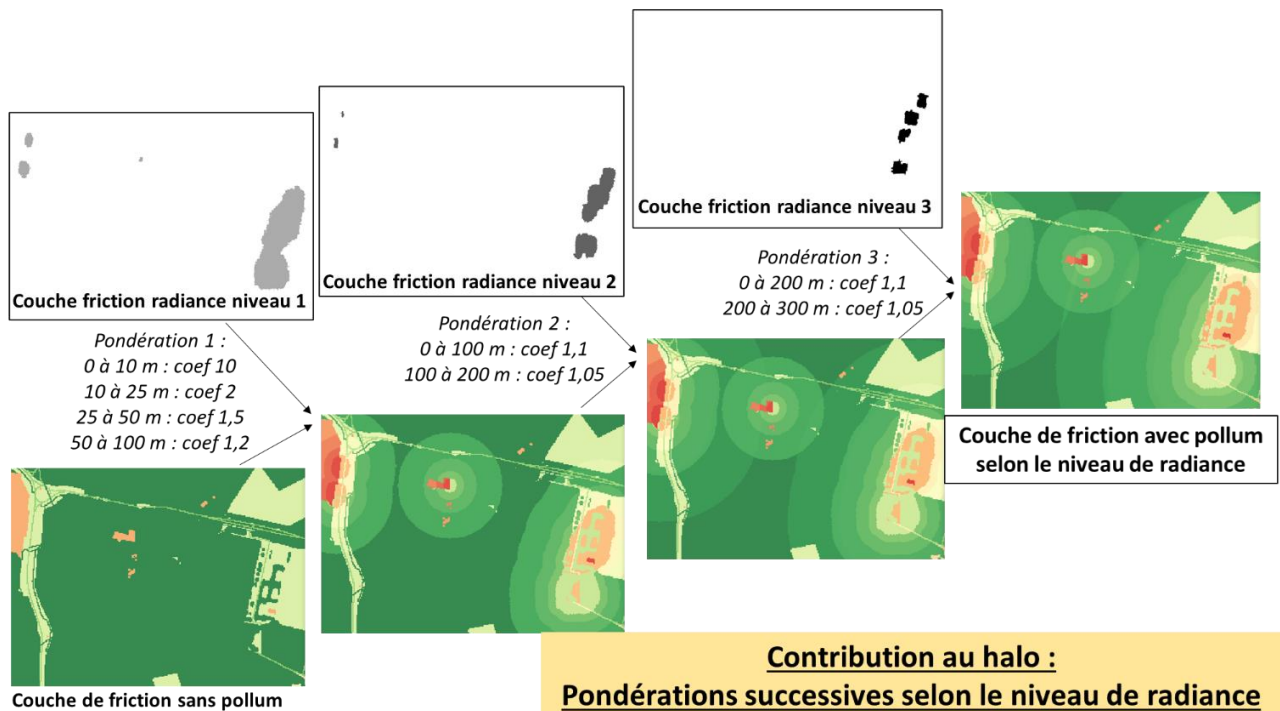 Couche friction radiance niveau 1
Couche friction radiance niveau 2
Couche friction radiance niveau 3
Pondération 1 :
0 à 10 m : coef 10
10 à 25 m : coef 2
25 à 50 m : coef 1,5
50 à 100 m : coef 1,2
Pondération 2 :
0 à 100 m : coef 1,1
100 à 200 m : coef 1,05
Pondération 3 :
0 à 200 m : coef 1,1
200 à 300 m : coef 1,05
Couche de friction avec pollum
selon le niveau de radiance
Couche de friction sans pollum
Contribution au halo :
Pondérations successives selon le niveau de radiance